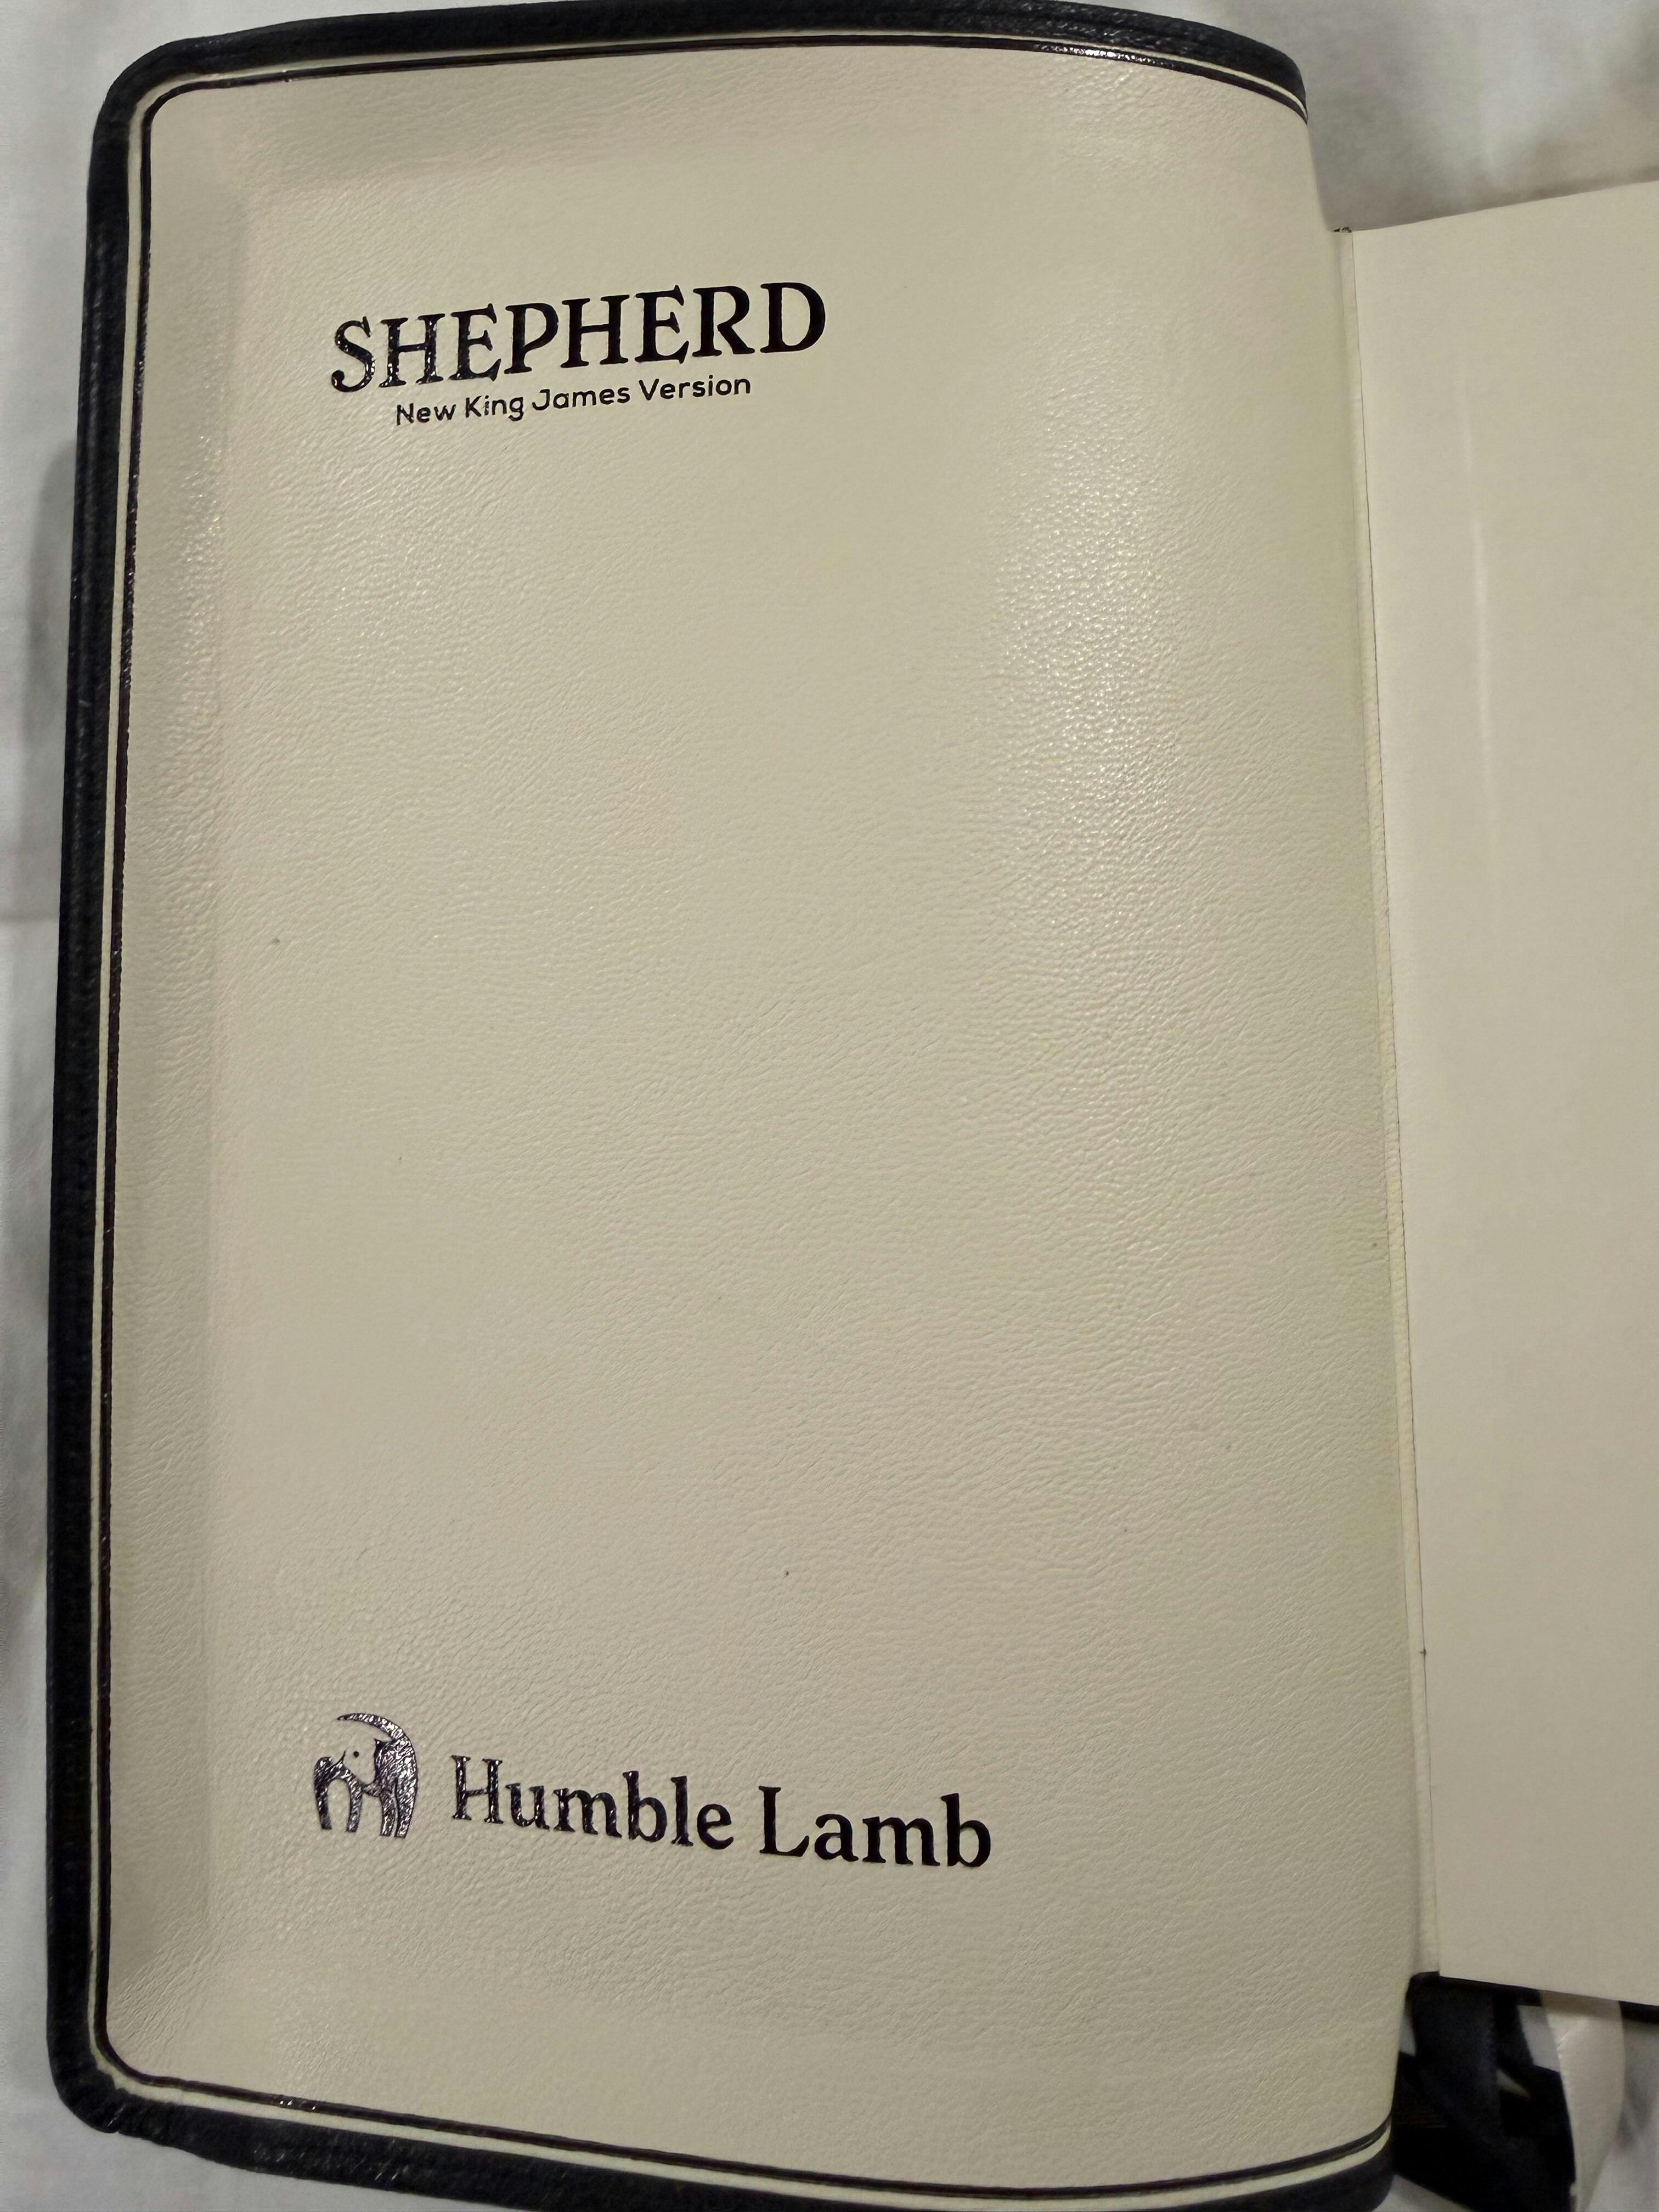 SHEPHERD
New King James Version
Humble Lamb